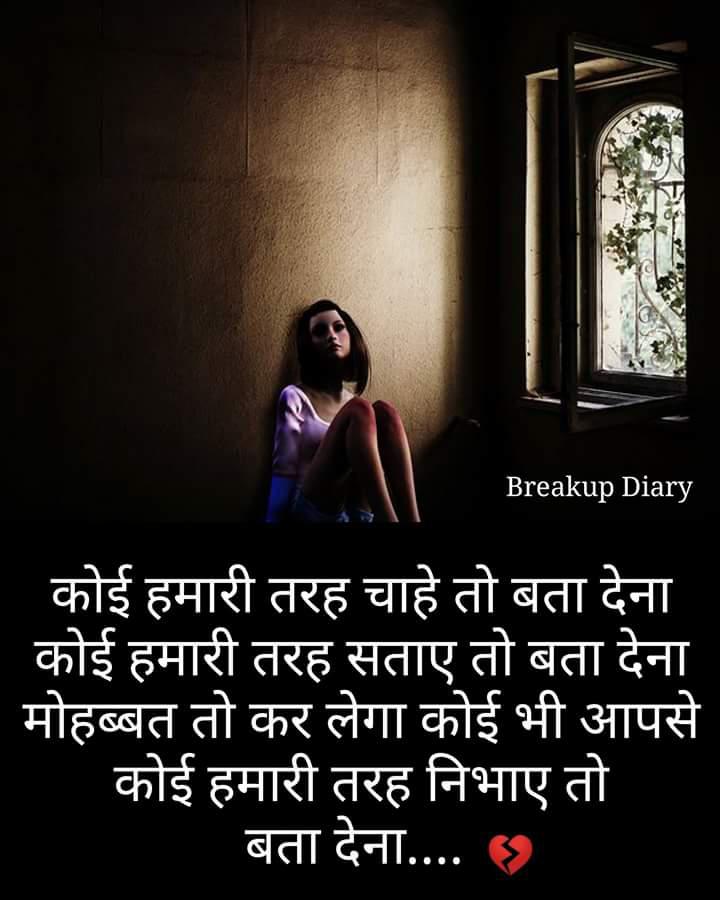 Breakup Diary
कोई हमारी तरह चाहे तो बता देना
कोई हमारी तरह सताए तो बता देना
मोहब्बत तो कर लेगा कोई भी आपसे
कोई हमारी तरह निभाए तो
बता देना.... 💔